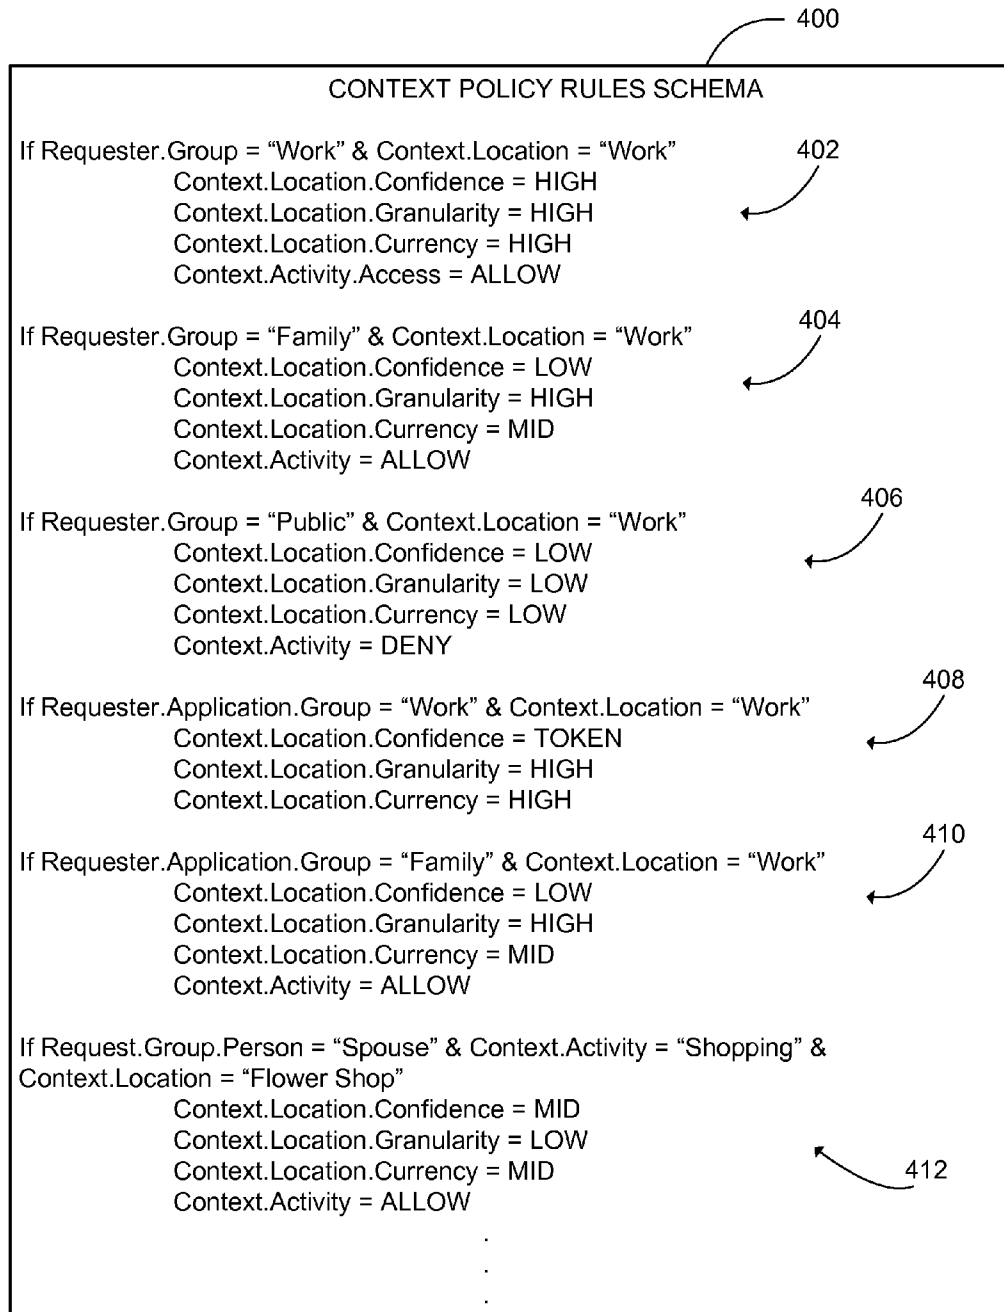 400
CONTEXT POLICY RULES SCHEMA
If Requester.Group = “Work” & Context.Location = “Work”
402
Context.Location.Confidence = HIGH
Context.Location.Granularity = HIGH
Context.Location.Currency = HIGH
Context.Activity.Access = ALLOW
If Requester.Group = “Family” & Context.Location = “Work”
404
Context.Location.Confidence = LOW
Context.Location.Granularity = HIGH
Context.Location.Currency = MID
Context.Activity = ALLOW
406
If Requester.Group = “Public” & Context.Location = “Work”
Context.Location.Confidence = LOW
Context.Location.Granularity = LOW
Context.Location.Currency = LOW
Context.Activity = DENY
408
If Requester.Application.Group = “Work” & Context.Location = “Work”
Context.Location.Confidence = TOKEN
Context.Location.Granularity = HIGH
Context.Location.Currency = HIGH
410
If Requester.Application.Group = “Family” & Context.Location = “Work”
Context.Location.Confidence = LOW
Context.Location.Granularity = HIGH
Context.Location.Currency = MID
Context.Activity = ALLOW
If Request.Group.Person = “Spouse” & Context.Activity = “Shopping” &
Context.Location = “Flower Shop”
Context.Location.Confidence = MID
Context.Location.Granularity = LOW
Context.Location.Currency = MID
412
Context.Activity = ALLOW
.
.
.